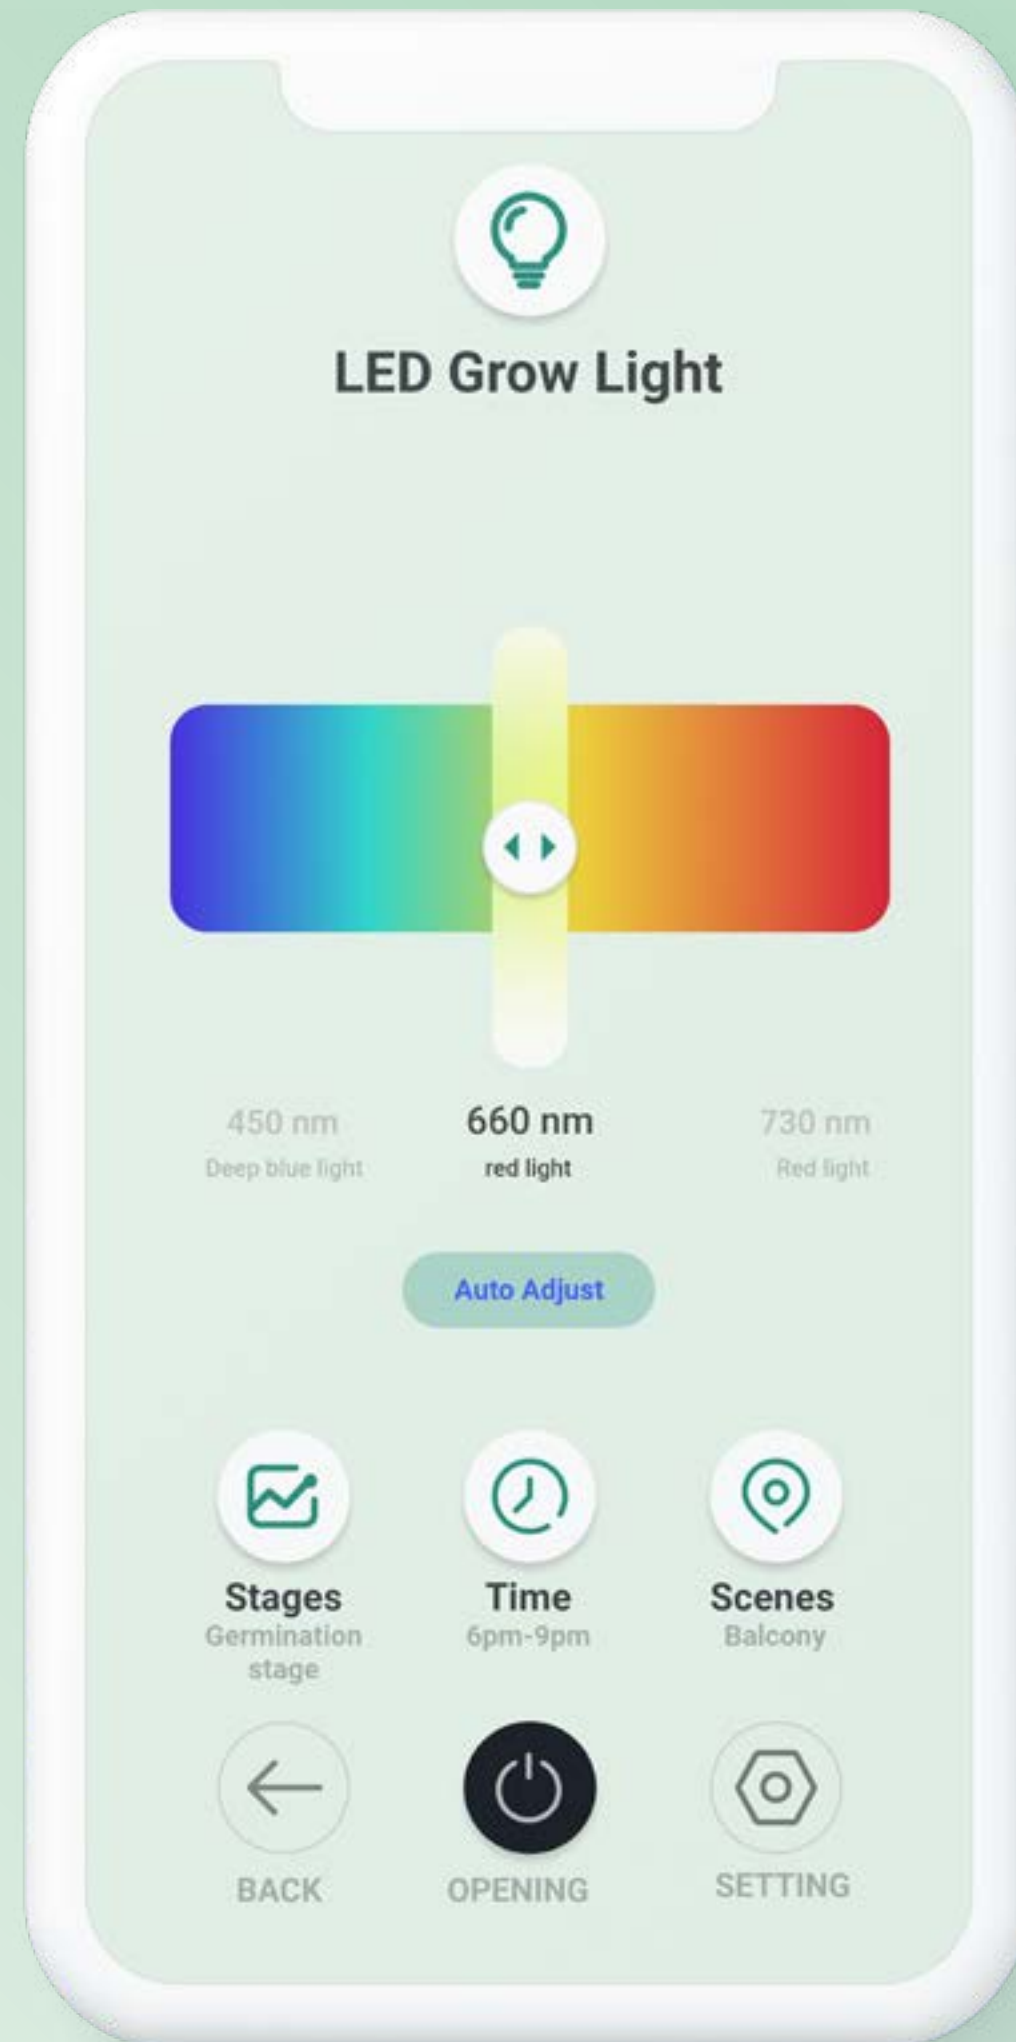 LED Grow Light
450 nm
660 nm
730 nm
Deep blue light
red light
Red light
Auto Adjust
Stages
Time
Scenes
Germination
stage
6pm-9pm
Balcony
BACK
OPENING
SETTING